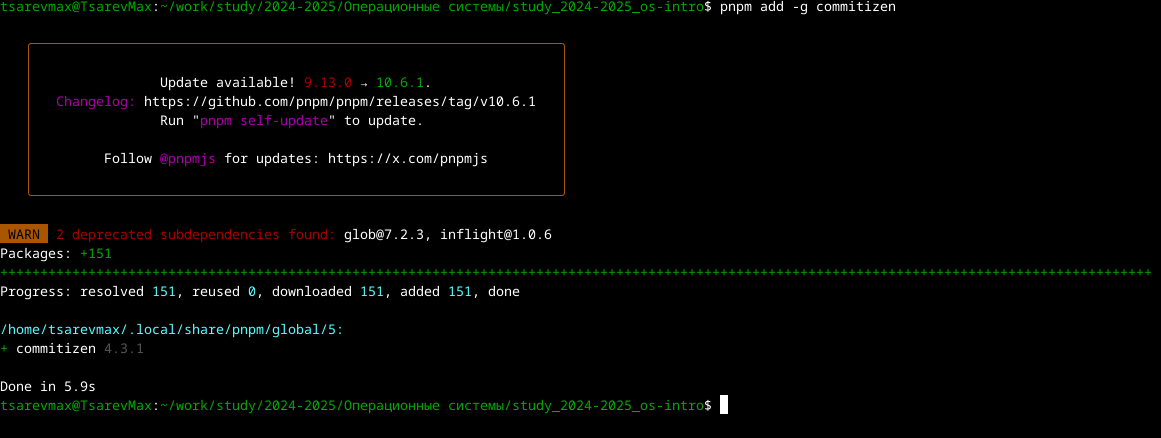 tsarevmax@TsarevMax:~/work/study/2024-2025/Операционные системы/study_2024-2025_os-intro$ pnpm add -g commitizen
Update available! 9.13.0 → 10.6.1.
Changelog: https://github.com/pnpm/pnpm/releases/tag/v10.6.1
Run "pnpm self-update" to update.
Follow @pnpmjs for updates: https://x.com/pnpmjs
WARN 2 deprecated subdependencies found: glob@7.2.3, inflight@1.0.6
Packages: +151
++++++++++++++++++++++++++++++++++++++++++++++++++++++++++++++++++++++++++++++++++++++++++++++++++++++++++++++++++++++++++++++++++++++++++++++++
Progress: resolved 151, reused 0, downloaded 151, added 151, done
/home/tsarevmax/.local/share/pnpm/global/5:
+ commitizen 4.3.1
Done in 5.9s
tsarevmax@TsarevMax:~/work/study/2024-2025/Операционные системы/study_2024-2025_os-intro$